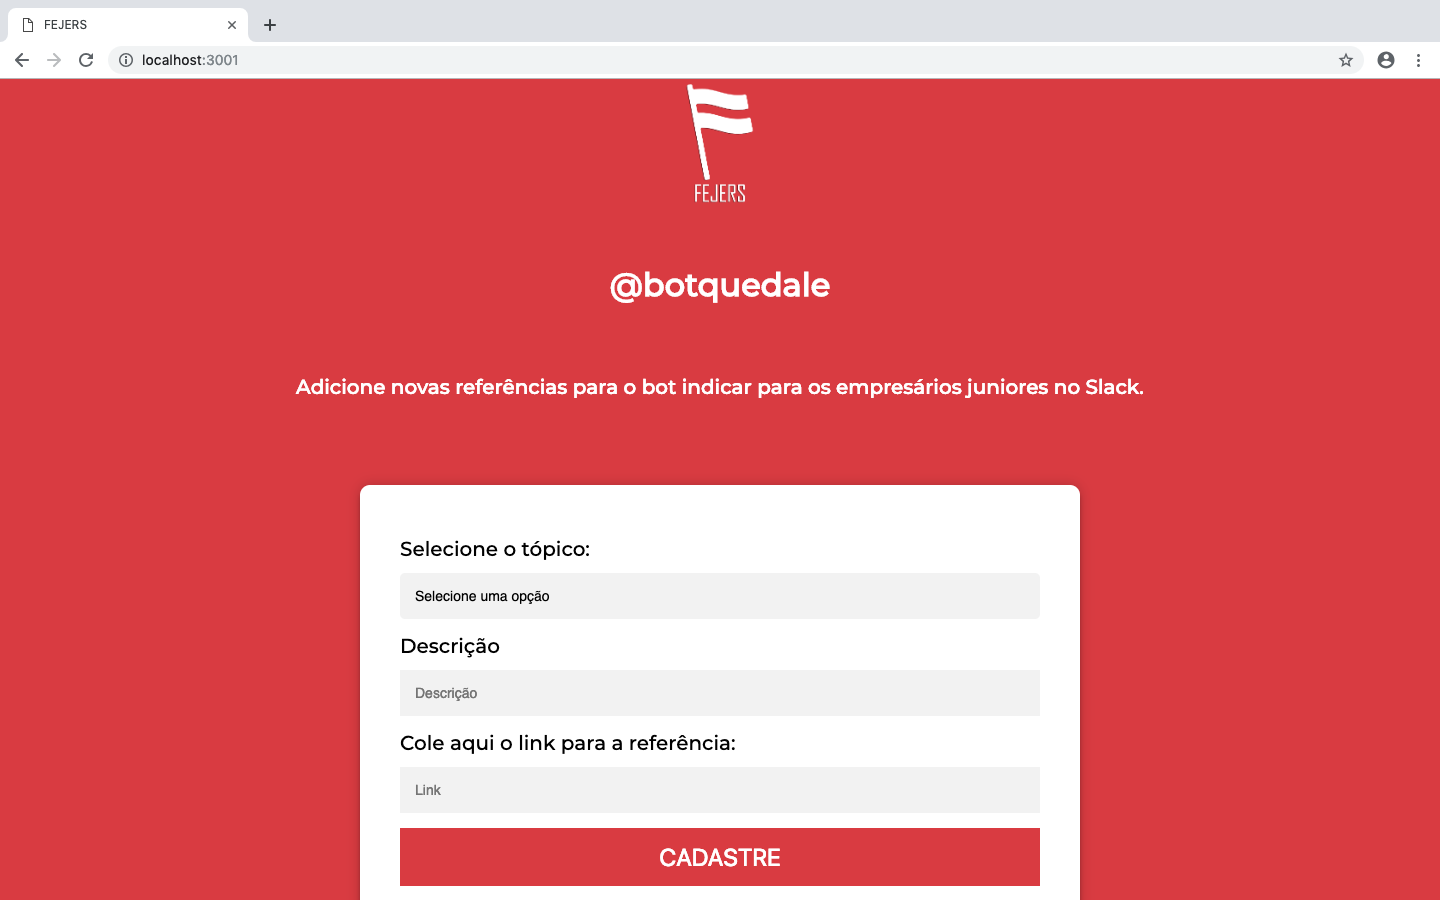 FEJERS
localhost:3001
FEJERS
@botquedale
Adicione novas referências para o bot indicar para os empresários juniores no Slack.
Selecione o tópico:
Selecione uma opção
Descrição
Descrição
Cole aqui o link para a referência:
Link
CADASTRE